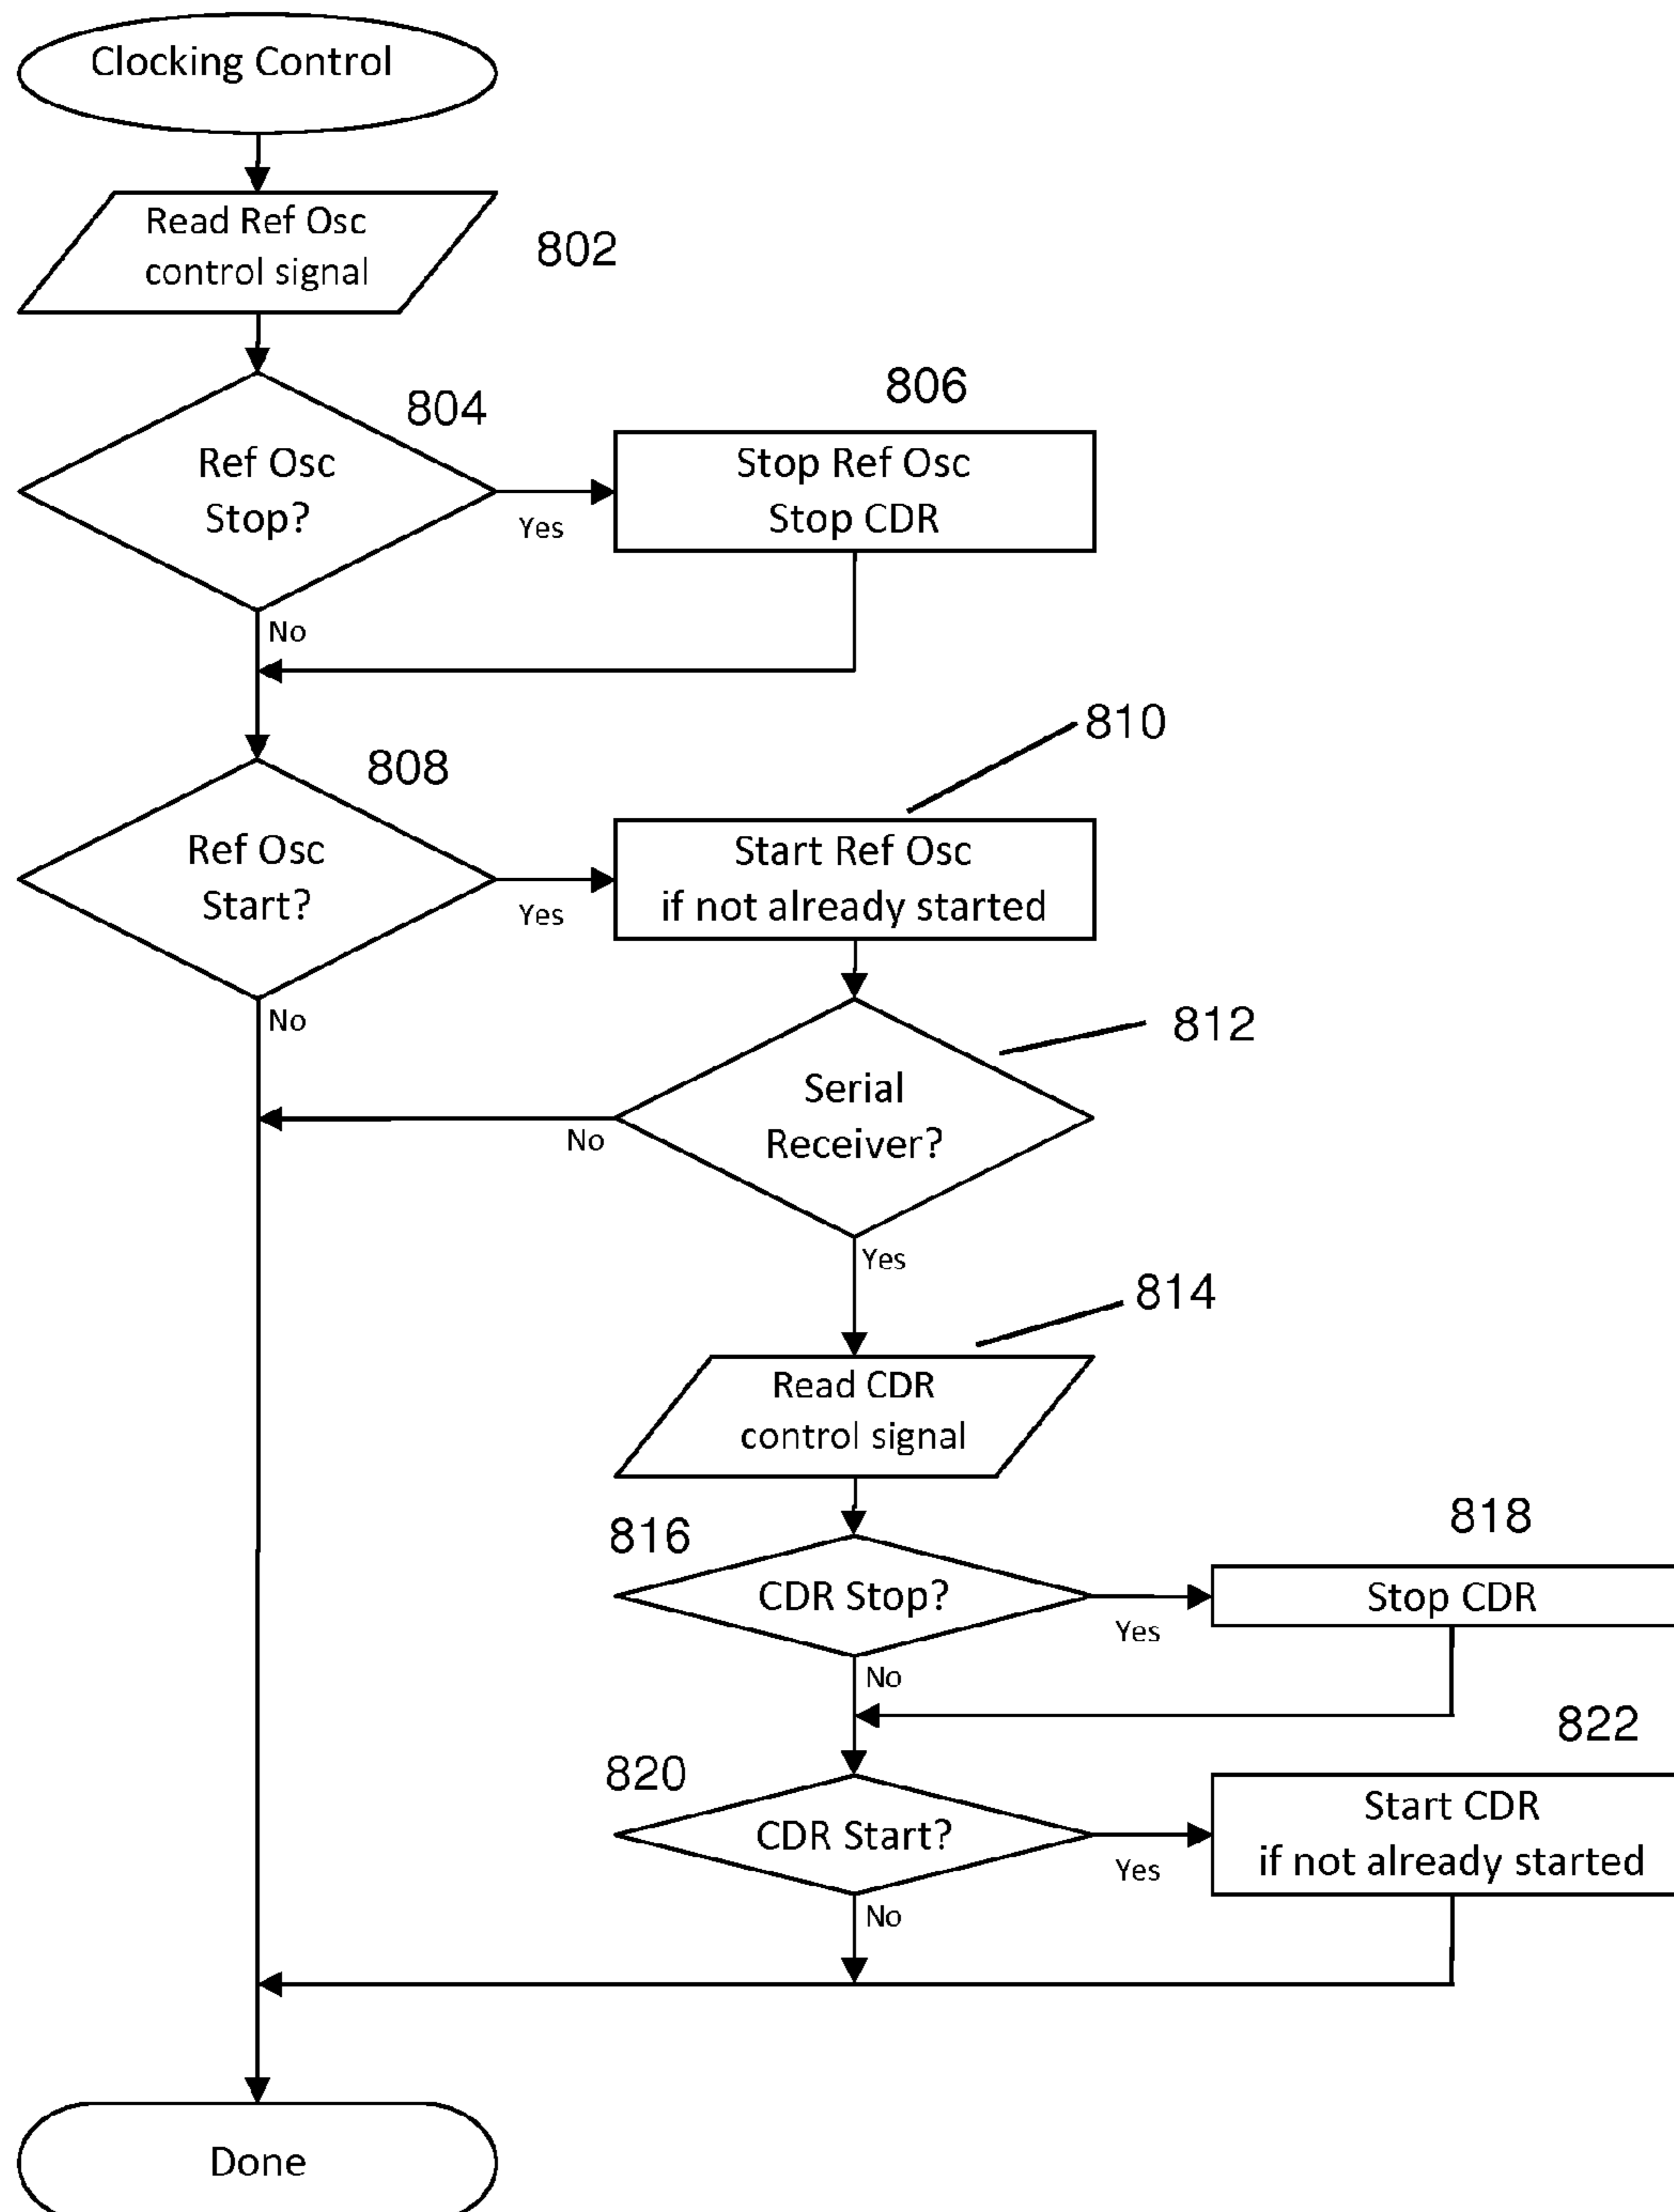 Clocking Control
Read Ref Osc
control signal
802
804
Ref Osc
Stop?
Yes
No
806
Stop Ref Osc
Stop CDR
808
Ref Osc
Start?
Yes
No
810
Start Ref Osc
if not already started
812
Serial
Receiver?
No
Yes
814
Read CDR
control signal
816
CDR Stop?
Yes
No
818
Stop CDR
820
CDR Start?
Yes
No
822
Start CDR
if not already started
Done